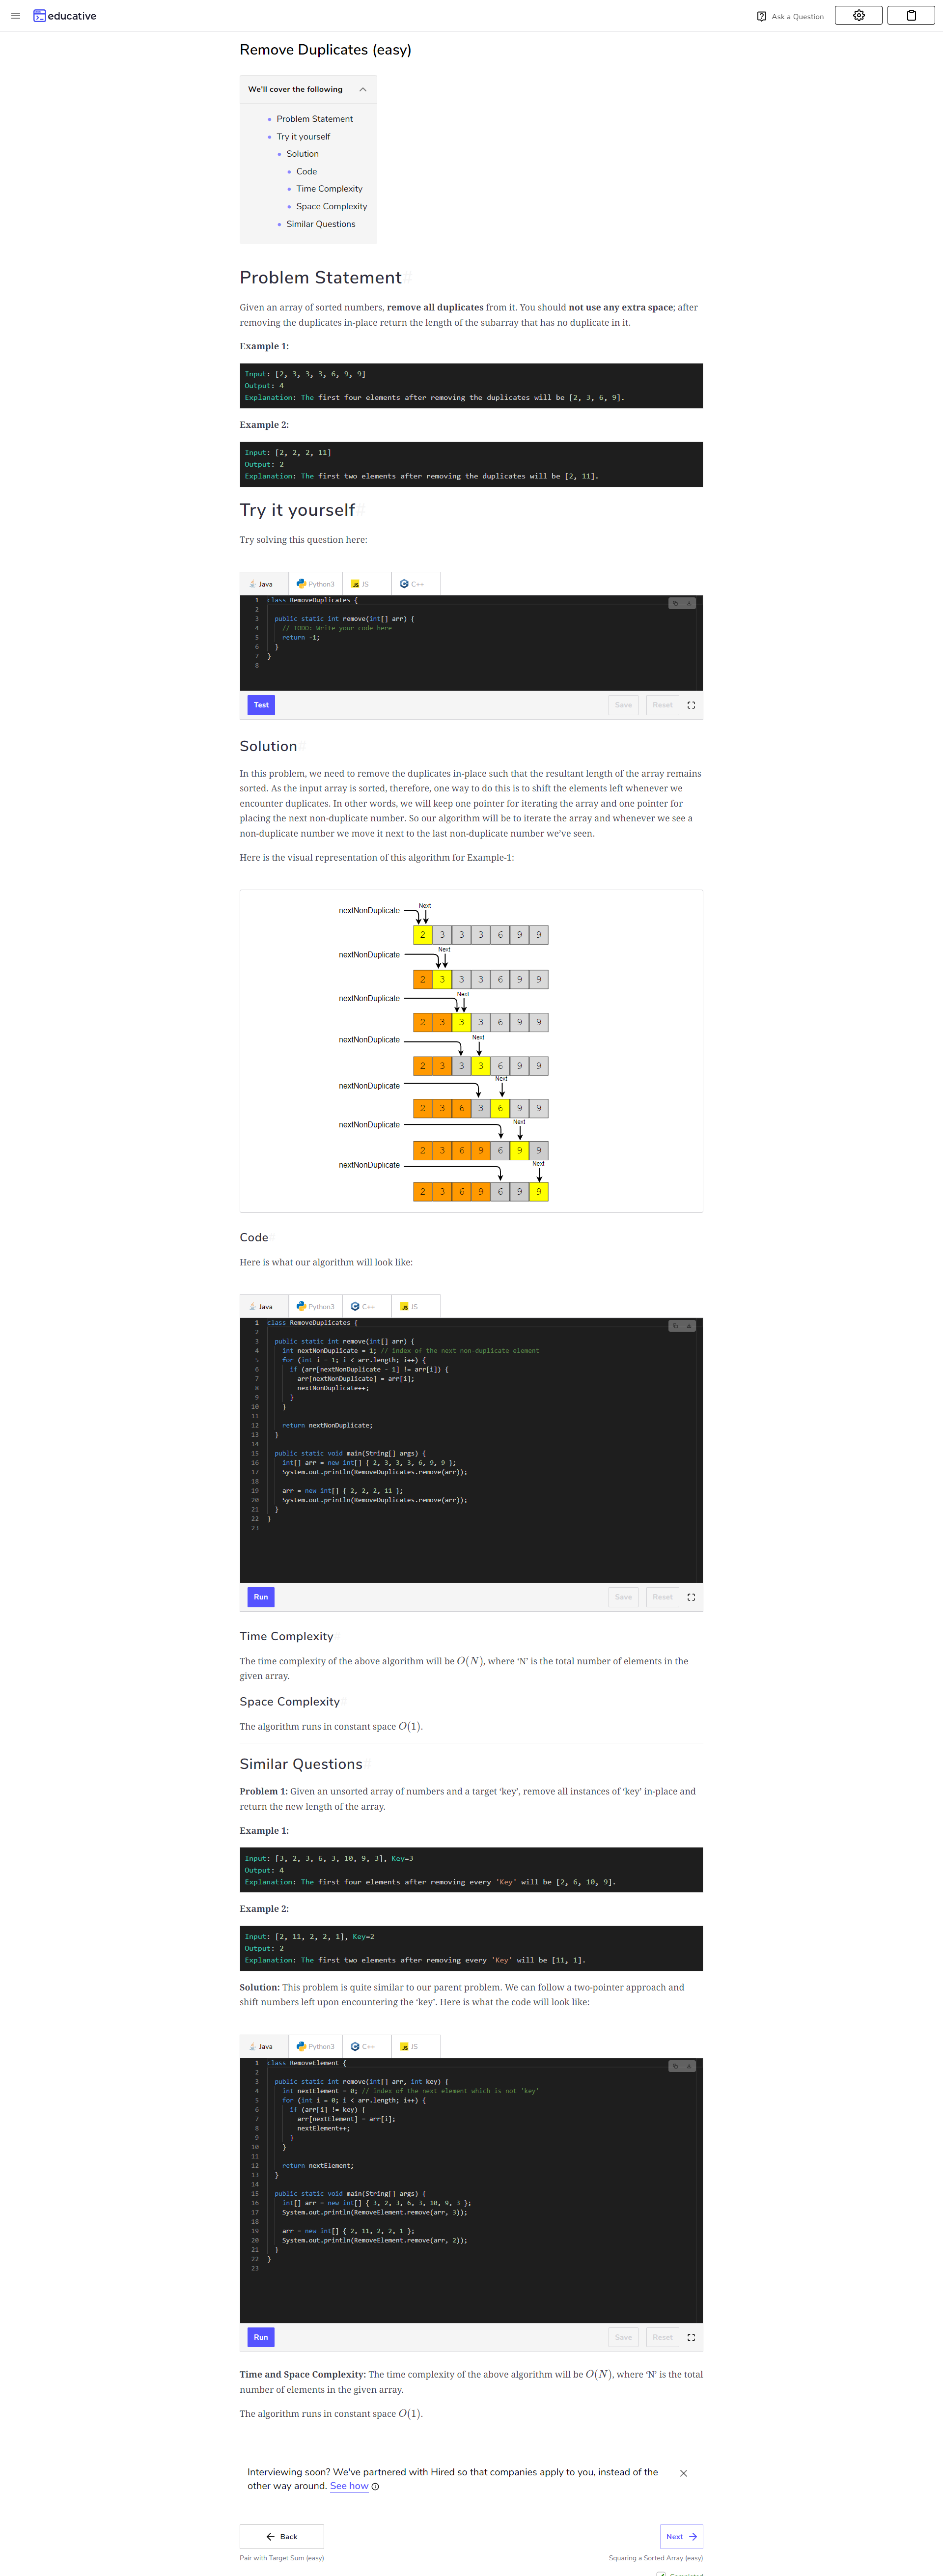 educative
Ask a Question
Remove Duplicates (easy)
We'll cover the following
Problem Statement
Try it yourself
Solution
Code
Time Complexity
Space Complexity
Similar Questions
Problem Statement
Given an array of sorted numbers, remove all duplicates from it. You should not use any extra space; after
removing the duplicates in-place return the length of the subarray that has no duplicate in it.
Example 1:
Input: [2, 3, 3, 3, 6, 9, 9]
Output: 4
Explanation: The first four elements after removing the duplicates will be [2, 3, 6, 9].
Example 2:
Input: [2, 2, 2, 11]
Output: 2
Explanation: The first two elements after removing the duplicates will be [2, 11].
Try it yourself
Try solving this question here:
Java Python3 JS C++
1 class RemoveDuplicates {
2
3 public static int remove(int[] arr) {
4 // TODO: Write your code here
5 return -1;
6 }
7 }
8
Test Save Reset
Solution
In this problem, we need to remove the duplicates in-place such that the resultant length of the array remains
sorted. As the input array is sorted, therefore, one way to do this is to shift the elements left whenever we
encounter duplicates. In other words, we will keep one pointer for iterating the array and one pointer for
placing the next non-duplicate number. So our algorithm will be to iterate the array and whenever we see a
non-duplicate number we move it next to the last non-duplicate number we've seen.
Here is the visual representation of this algorithm for Example-1:
Next
nextNonDuplicate
2 3 3 3 6 9 9
Next
nextNonDuplicate
2 3 3 3 6 9 9
Next
nextNonDuplicate
2 3 3 3 6 9 9
Next
nextNonDuplicate
2 3 3 3 6 9 9
Next
nextNonDuplicate
2 3 6 3 6 9 9
Next
nextNonDuplicate
2 3 6 9 6 9 9
Next
nextNonDuplicate
2 3 6 9 6 9 9
Code
Here is what our algorithm will look like:
Java Python3 C++ JS
1 class RemoveDuplicates {
2
3 public static int remove(int[] arr) {
4 int nextNonDuplicate = 1; // index of the next non-duplicate element
5 for (int i = 1; i < arr.length; i++) {
6 if (arr[nextNonDuplicate - 1] != arr[i]) {
7 arr[nextNonDuplicate] = arr[i];
8 nextNonDuplicate++;
9 }
10 }
11
12 return nextNonDuplicate;
13 }
14
15 public static void main(String[] args) {
16 int[] arr = new int[] { 2, 3, 3, 3, 6, 9, 9 };
17 System.out.println(RemoveDuplicates.remove(arr));
18
19 arr = new int[] { 2, 2, 2, 11 };
20 System.out.println(RemoveDuplicates.remove(arr));
21 }
22 }
23
Run Save Reset
Time Complexity
The time complexity of the above algorithm will be O(N), where ‘N’ is the total number of elements in the
given array.
Space Complexity
The algorithm runs in constant space O(1).
Similar Questions
Problem 1: Given an unsorted array of numbers and a target ‘key’, remove all instances of ‘key’ in-place and
return the new length of the array.
Example 1:
Input: [3, 2, 3, 6, 3, 10, 9, 3], Key=3
Output: 4
Explanation: The first four elements after removing every 'Key' will be [2, 6, 10, 9].
Example 2:
Input: [2, 11, 2, 2, 1], Key=2
Output: 2
Explanation: The first two elements after removing every 'Key' will be [11, 1].
Solution: This problem is quite similar to our parent problem. We can follow a two-pointer approach and
shift numbers left upon encountering the ‘key’. Here is what the code will look like:
Java Python3 C++ JS
1 class RemoveElement {
2
3 public static int remove(int[] arr, int key) {
4 int nextElement = 0; // index of the next element which is not 'key'
5 for (int i = 0; i < arr.length; i++) {
6 if (arr[i] != key) {
7 arr[nextElement] = arr[i];
8 nextElement++;
9 }
10 }
11
12 return nextElement;
13 }
14
15 public static void main(String[] args) {
16 int[] arr = new int[] { 3, 2, 3, 6, 3, 10, 9, 3 };
17 System.out.println(RemoveElement.remove(arr, 3));
18
19 arr = new int[] { 2, 11, 2, 2, 1 };
20 System.out.println(RemoveElement.remove(arr, 2));
21 }
22 }
23
Run Save Reset
Time and Space Complexity: The time complexity of the above algorithm will be O(N), where ‘N’ is the total
number of elements in the given array.
The algorithm runs in constant space O(1).
Interviewing soon? We've partnered with Hired so that companies apply to you, instead of the
other way around. See how
Back Next
Pair with Target Sum (easy) Squaring a Sorted Array (easy)